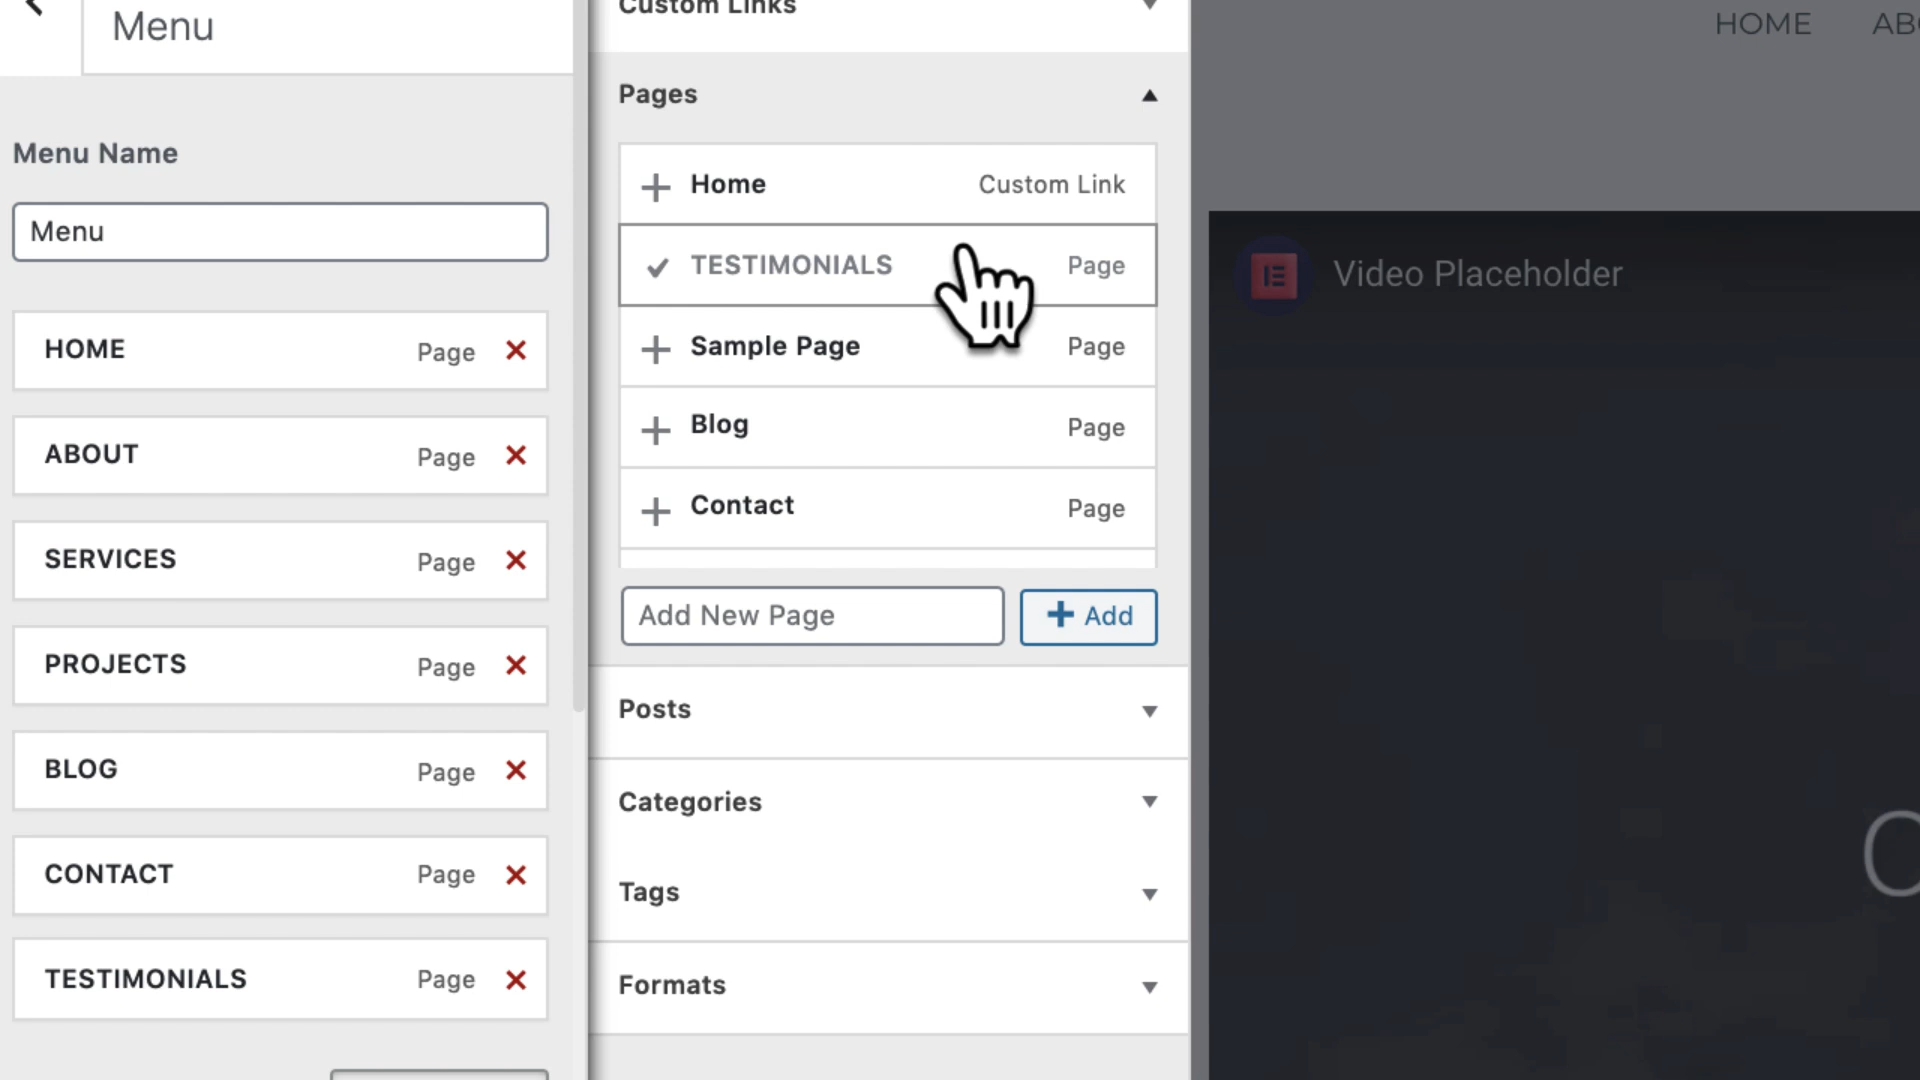 Menu
Menu Name
Menu
HOME Page
ABOUT Page
SERVICES Page
PROJECTS Page
BLOG Page
CONTACT Page
TESTIMONIALS Page
Custom Links
Pages
Home Custom Link
TESTIMONIALS Page
Sample Page Page
Blog Page
Contact Page
Add New Page Add
Posts
Categories
Tags
Formats
HOME
Video Placeholder